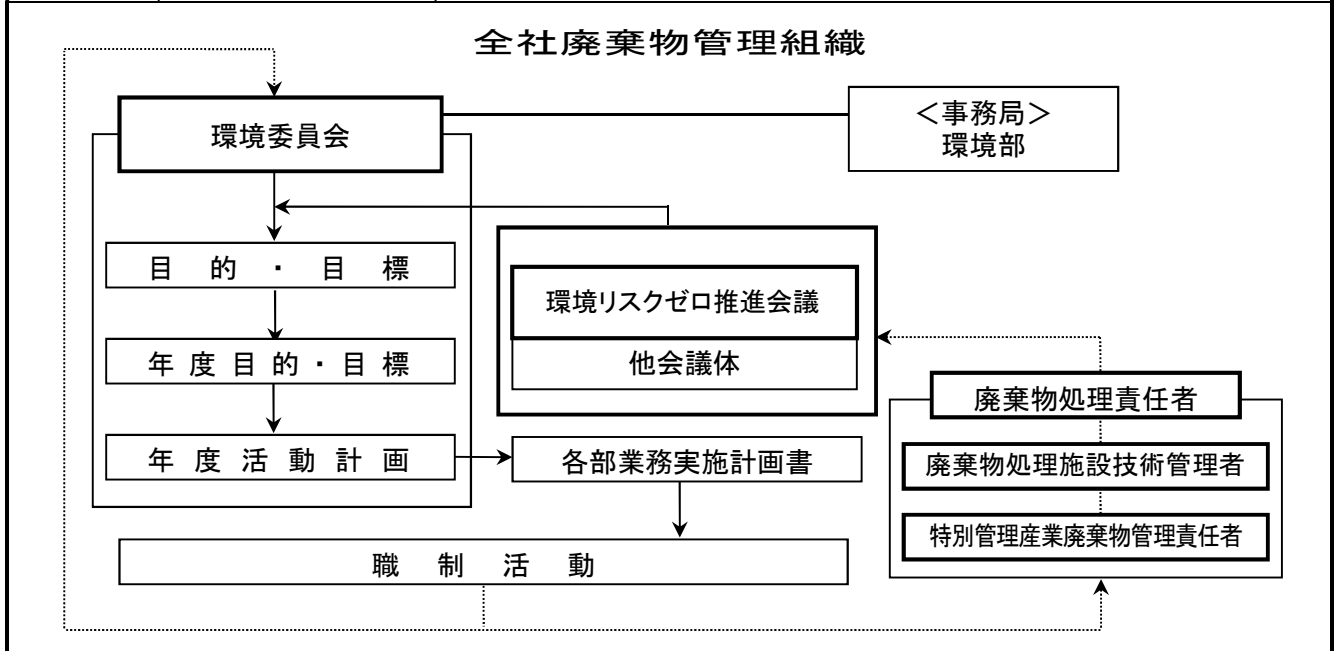 全社廃棄物管理組織
環境委員会
＜事務局＞
環境部
目的・目標
環境リスクゼロ推進会議
年度目的・目標
他会議体
廃棄物処理責任者
年度活動計画
各部業務実施計画書
廃棄物処理施設技術管理者
特別管理産業廃棄物管理責任者
職制活動